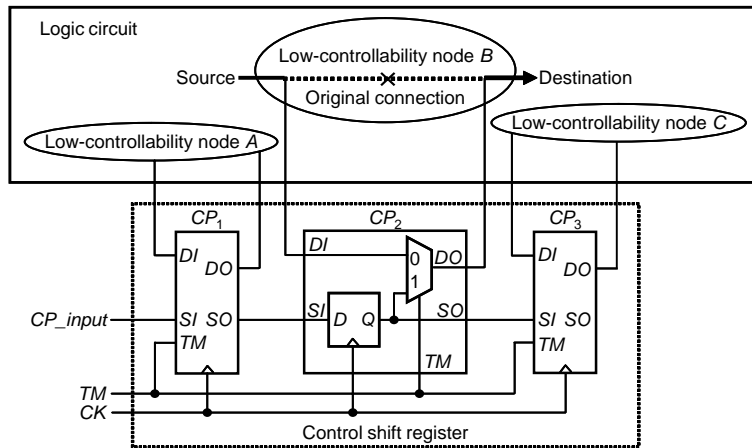 Logic circuit
Low-controllability node B
Source
Destination
Original connection
Low-controllability node A
Low-controllability node C
CP1
CP2
CP3
DI
DO
DI
0
1
DO
DI
DO
CP_input
SI
SO
SI
D
Q
SO
SI
SO
TM
TM
TM
TM
CK
Control shift register